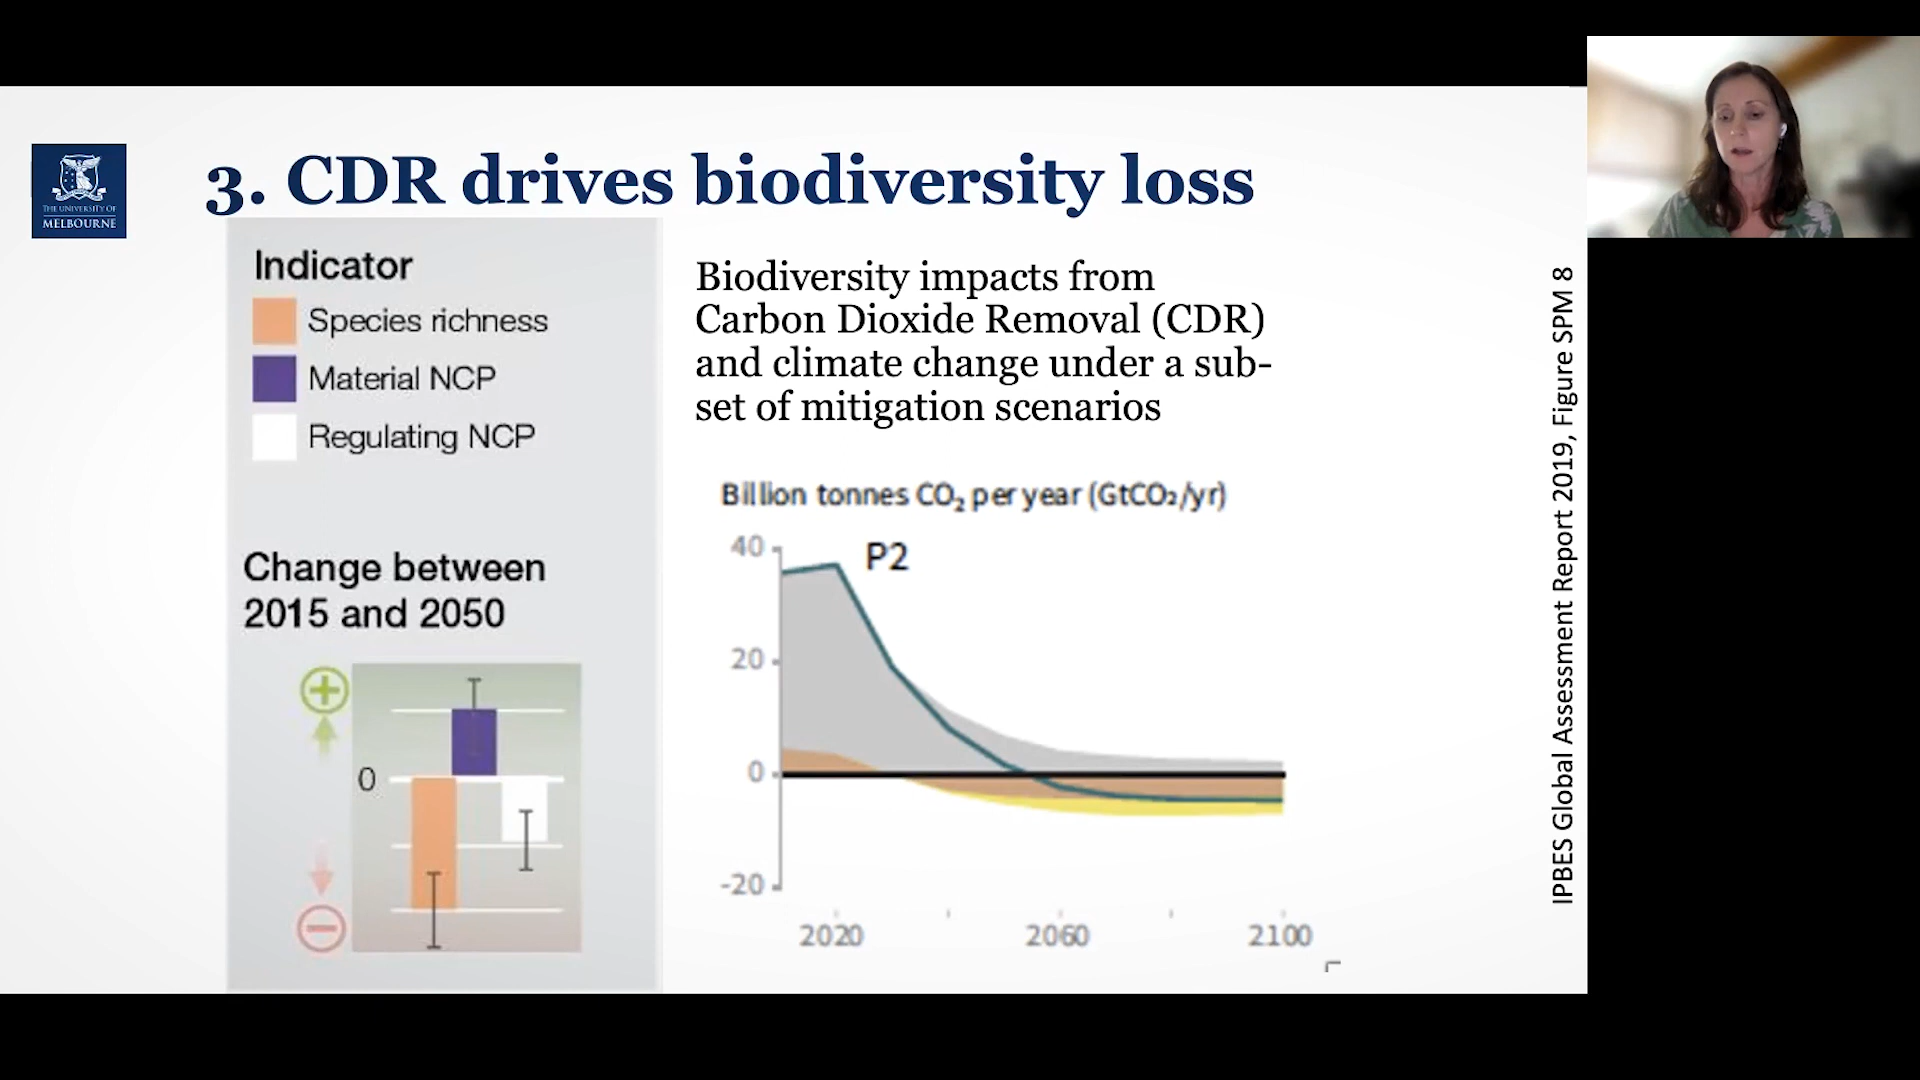 THE UNIVERSITY OF
MELBOURNE
3. CDR drives biodiversity loss
Indicator
Species richness
Material NCP
Regulating NCP
Change between
2015 and 2050
0
Biodiversity impacts from
Carbon Dioxide Removal (CDR)
and climate change under a sub-
set of mitigation scenarios
Billion tonnes CO₂ per year (GtCO₂/yr)
40
P2
20
0
-20
2020 2060 2100
IPBES Global Assessment Report 2019, Figure SPM 8